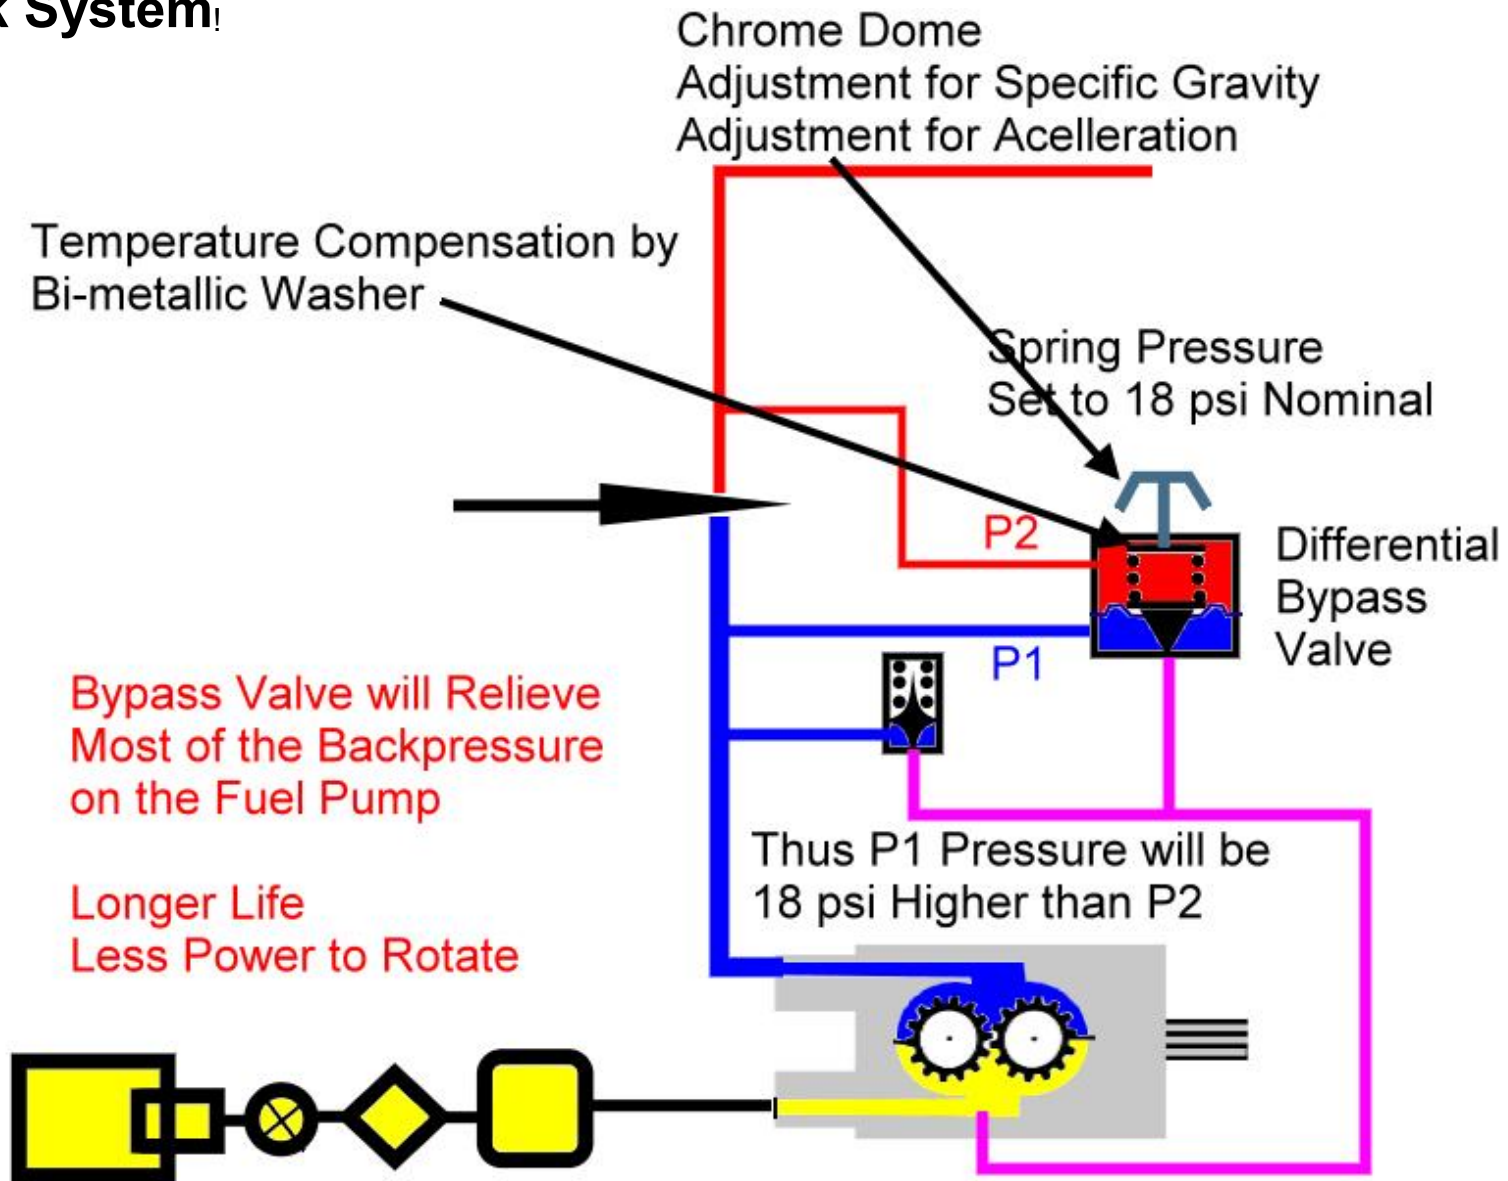 System!
Chrome Dome
Adjustment for Specific Gravity
Adjustment for Acelleration
Temperature Compensation by
Bi-metallic Washer
Spring Pressure
Set to 18 psi Nominal
P2
Differential
Bypass
Valve
P1
Bypass Valve will Relieve
Most of the Backpressure
on the Fuel Pump
Thus P1 Pressure will be
18 psi Higher than P2
Longer Life
Less Power to Rotate